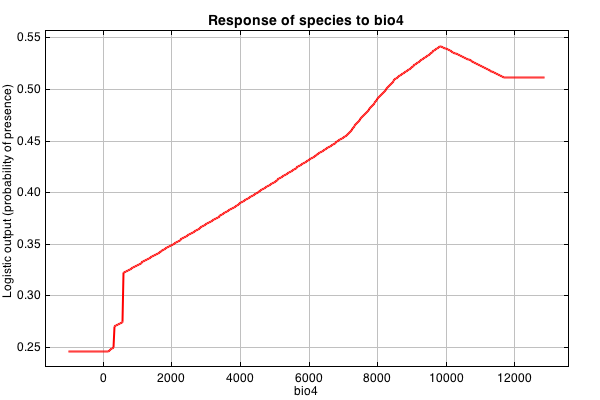 Response of species to bio4
Logistic output (probability of presence)
0.55
0.50
0.45
0.40
0.35
0.30
0.25
0 2000 4000 6000 8000 10000 12000
bio4